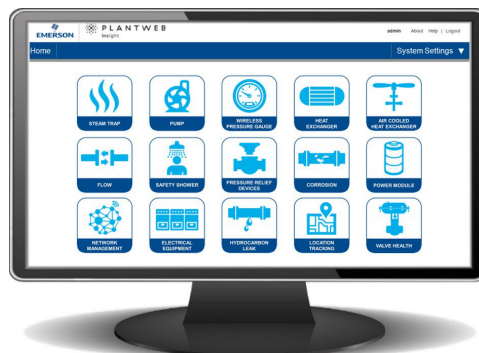 EMERSON
PLANTWEB
Insight
admin About Help | Logout
Home
System Settings ▼
STEAM TRAP
PUMP
WIRELESS
PRESSURE GAUGE
HEAT
EXCHANGER
AIR COOLED
HEAT EXCHANGER
FLOW
SAFETY SHOWER
PRESSURE RELIEF
DEVICES
CORROSION
POWER MODULE
NETWORK
MANAGEMENT
ELECTRICAL
EQUIPMENT
HYDROCARBON
LEAK
LOCATION
TRACKING
VALVE HEALTH